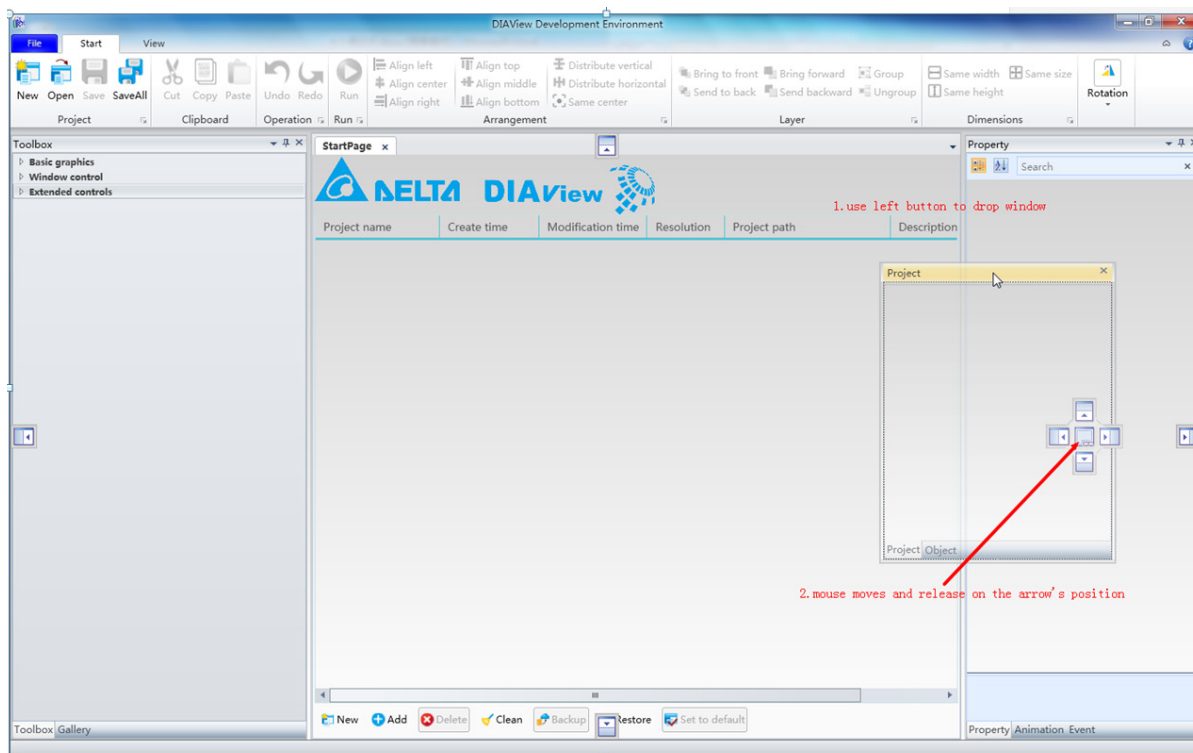 DIAView Development Environment
File Start View
New Open Save SaveAll Cut Copy Paste Undo Redo Run
Align left Align top Distribute vertical
Align center Align middle Distribute horizontal
Align right Align bottom Same center
Bring to front Bring forward Group
Send to back Send backward Ungroup
Same width Same size
Same height
Rotation
Project Clipboard Operation Run Arrangement Layer Dimensions
Toolbox
Basic graphics
Window control
Extended controls
StartPage
DELTA DIAView
Property
Search
1.use left button to drop window
Project name Create time Modification time Resolution Project path Description
Project
Project Object
2.mouse moves and release on the arrow's position
New Add Delete Clean Backup Restore Set to default
Toolbox Gallery
Property Animation Event